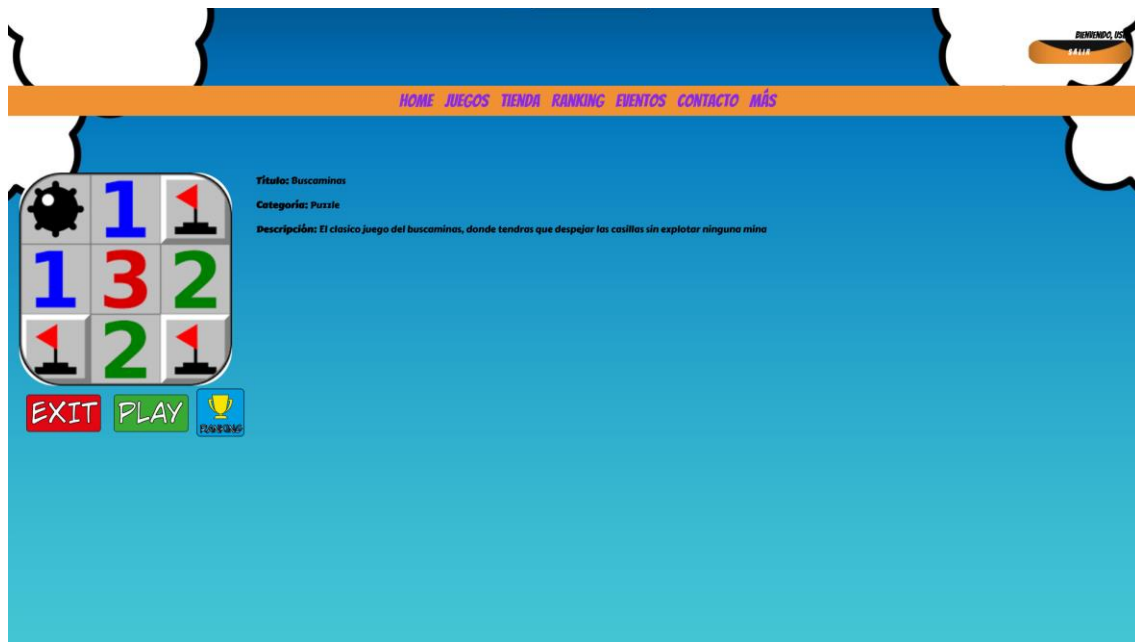 BIENVENIDO, US
SALIR
HOME JUEGOS TIENDA RANKING EVENTOS CONTACTO MÁS
Título: Buscaminas
Categoría: Puzzle
Descripción: El clasico juego del buscaminas, donde tendras que despejar las casillas sin explotar ninguna mina
1
1 3 2
2
EXIT PLAY RANKING